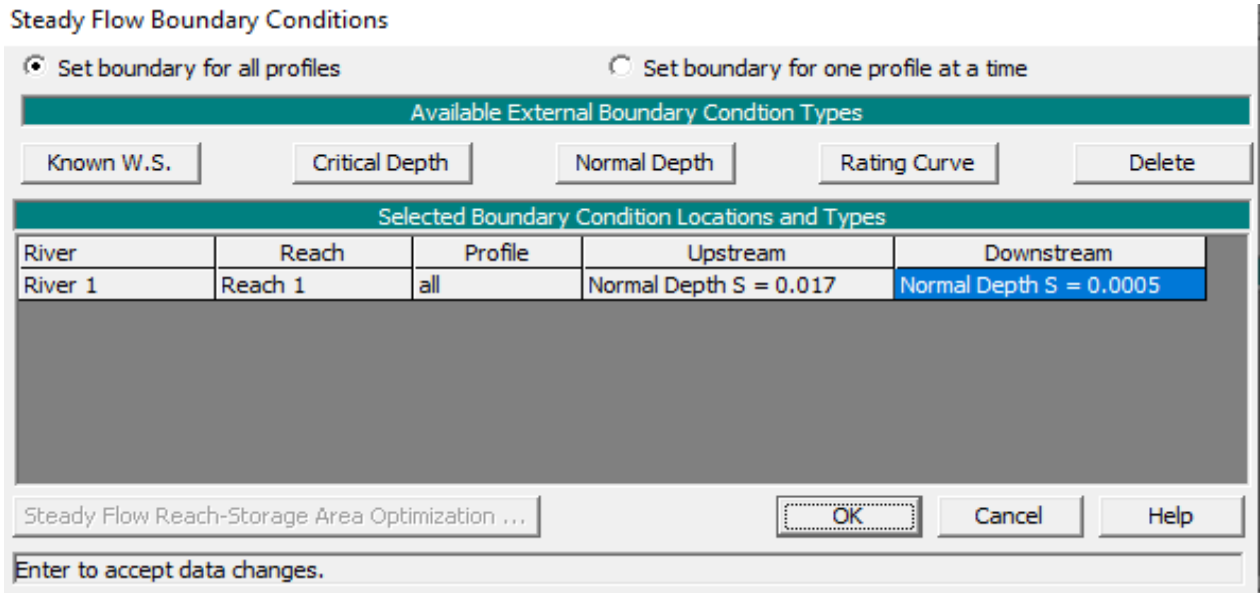 Steady Flow Boundary Conditions
Set boundary for all profiles Set boundary for one profile at a time
Available External Boundary Condtion Types
Known W.S. Critical Depth Normal Depth Rating Curve Delete
Selected Boundary Condition Locations and Types
River Reach Profile Upstream Downstream
River 1 Reach 1 all Normal Depth S = 0.017 Normal Depth S = 0.0005
Steady Flow Reach-Storage Area Optimization ... OK Cancel Help
Enter to accept data changes.